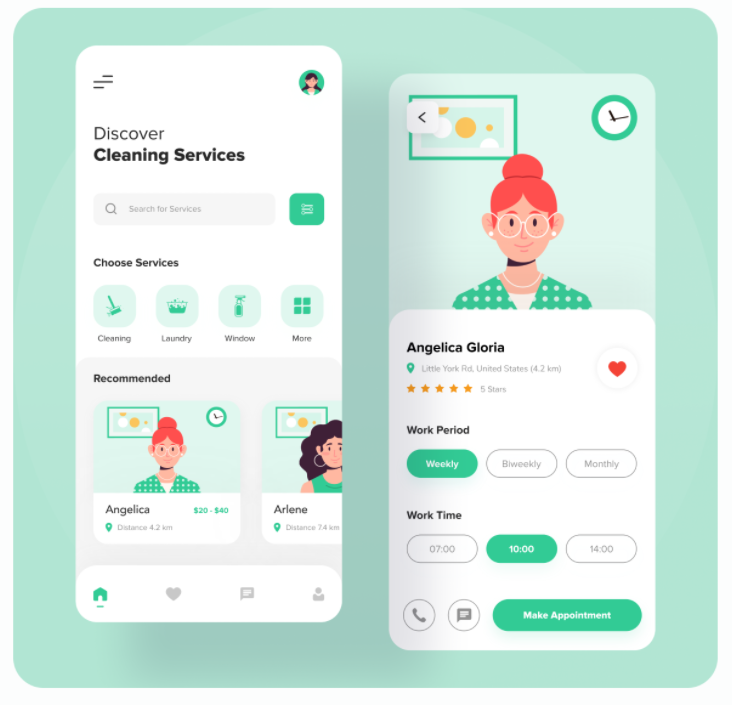 Discover
Cleaning Services
Search for Services
Choose Services
Cleaning Laundry Window More
Recommended
Angelica $20 - $40
Distance 4.2 km
Arlene
Distance 7.4 km
Angelica Gloria
Little York Rd, United States (4.2 km)
5 Stars
Work Period
Weekly Biweekly Monthly
Work Time
07:00 10:00 14:00
Make Appointment